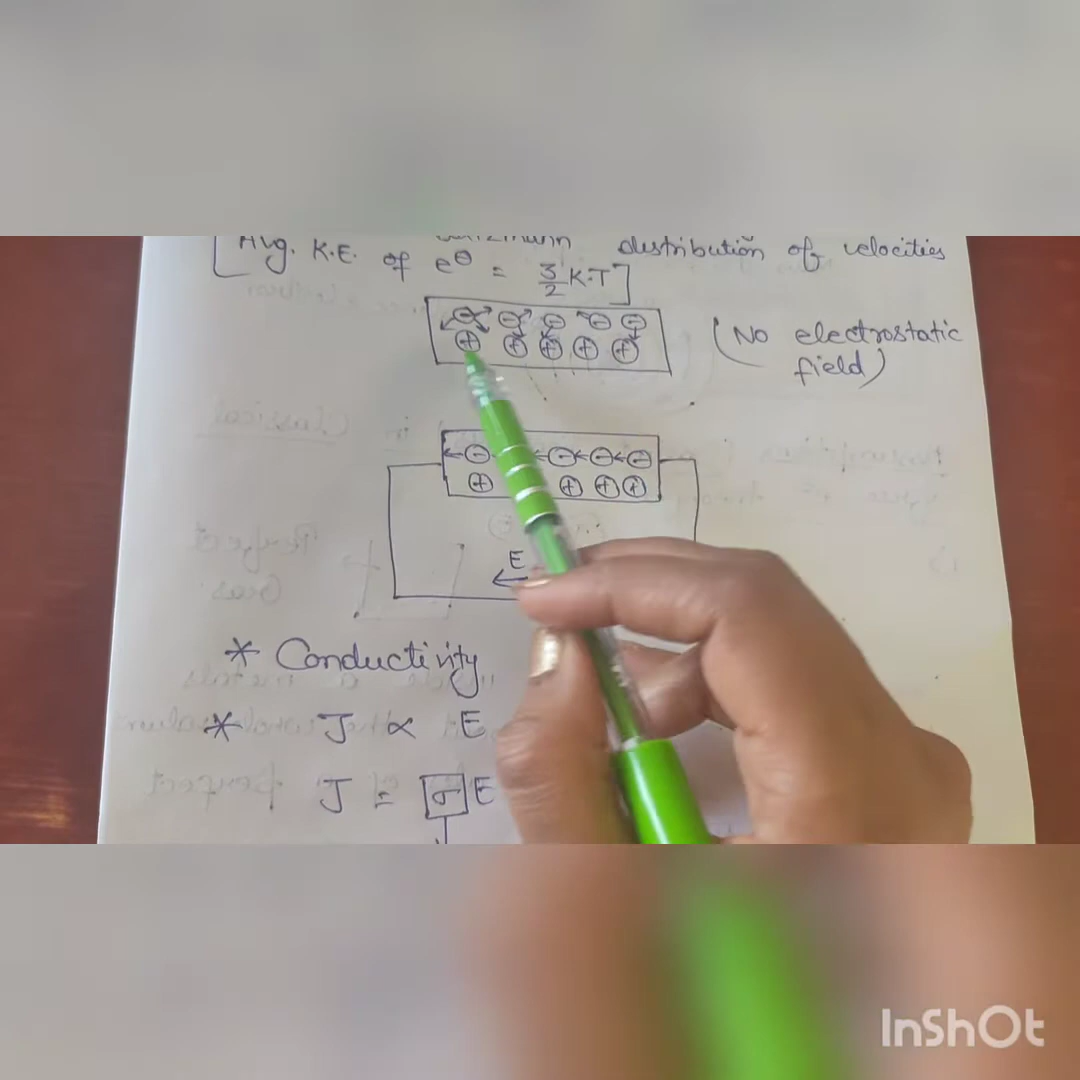 Avg. K.E. of e⊖ = 3/2 K.T] distribution of velocities
(No electrostatic
field)
E
* Conductivity
* J ∝ E
J = σ E
InShOt